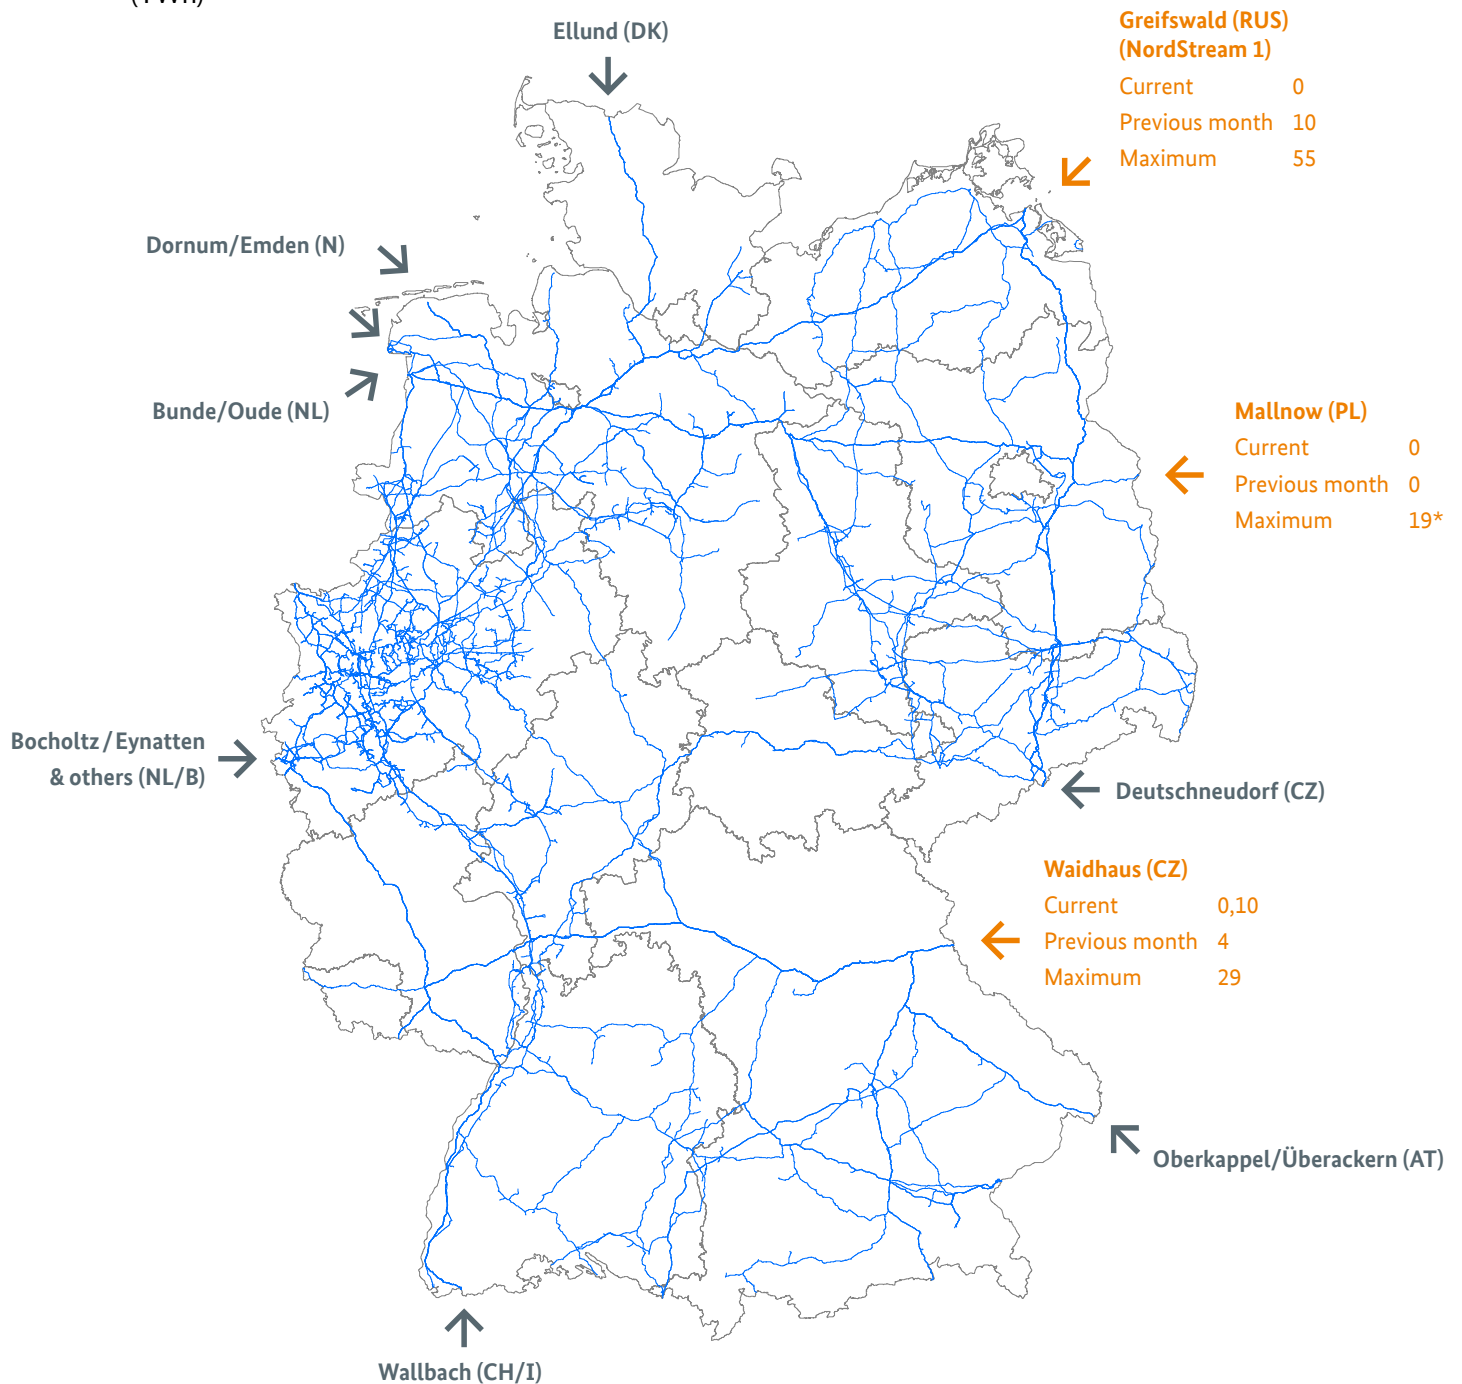 (TWh)
Ellund (DK)
Greifswald (RUS)
(NordStream 1)
Current 0
Previous month 10
Maximum 55
Dornum/Emden (N)
Bunde/Oude (NL)
Mallnow (PL)
Current 0
Previous month 0
Maximum 19*
Bocholtz / Eynatten
& others (NL/B)
Deutschneudorf (CZ)
Waidhaus (CZ)
Current 0,10
Previous month 4
Maximum 29
Oberkappel/Überackern (AT)
Wallbach (CH/I)